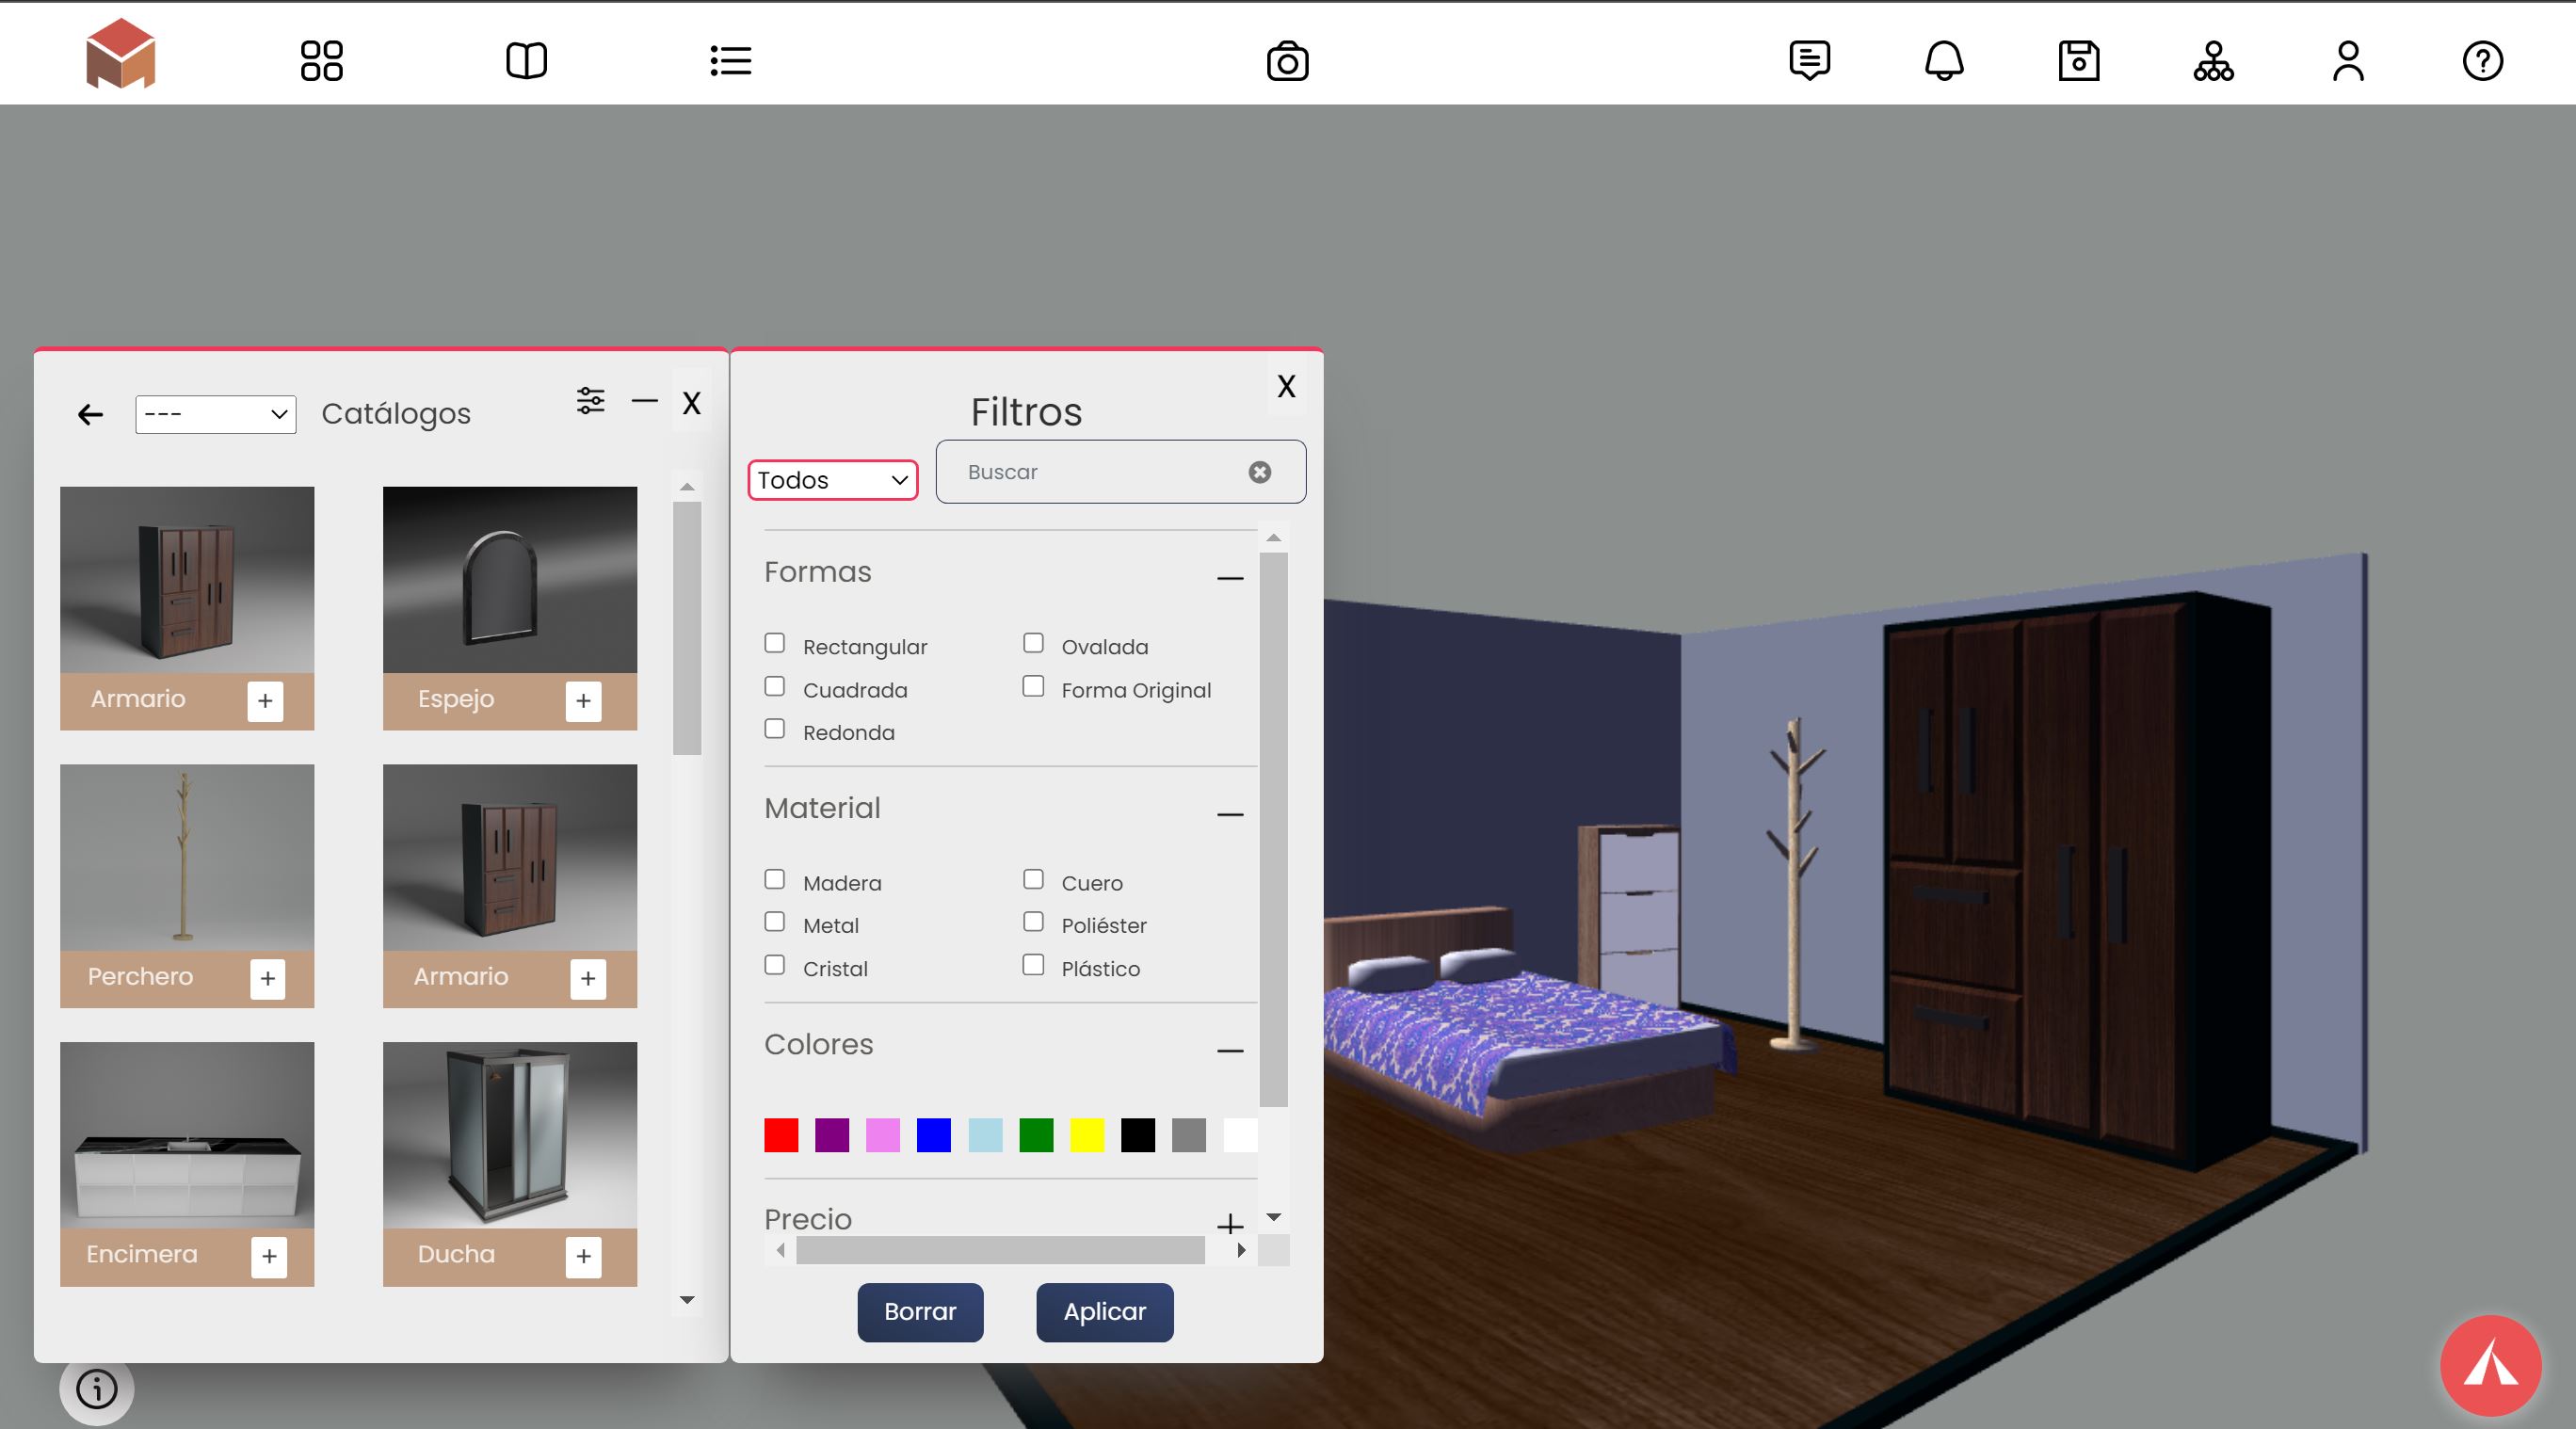 --- Catálogos X
Armario +
Espejo +
Perchero +
Armario +
Encimera +
Ducha +
X
Filtros
Todos
Buscar
Formas
Rectangular
Ovalada
Cuadrada
Forma Original
Redonda
Material
Madera
Cuero
Metal
Poliéster
Cristal
Plástico
Colores
Precio +
Borrar
Aplicar